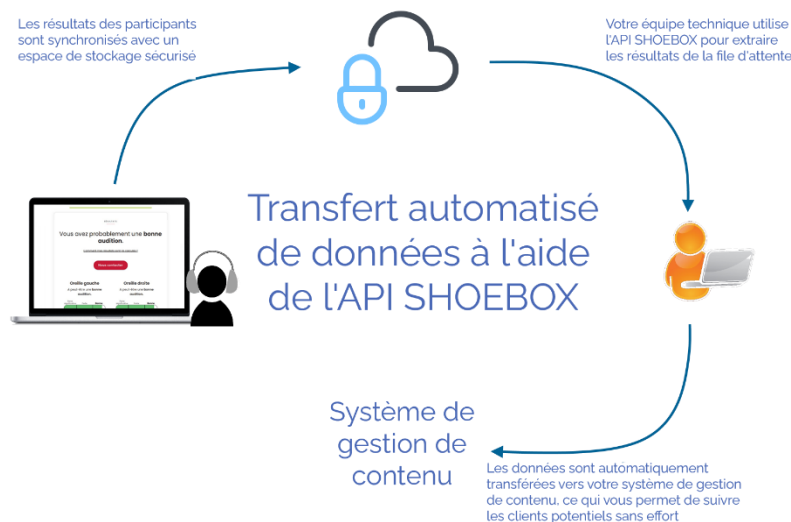 Les résultats des participants
sont synchronisés avec un
espace de stockage sécurisé
Votre équipe technique utilise
l'API SHOEBOX pour extraire
les résultats de la file d'attente
Vous avez probablement une bonne
audition.
Oreille gauche
Oreille droite
Transfert automatisé
de données à l'aide
de l'API SHOEBOX
Système de
gestion de
contenu
Les données sont automatiquement
transférées vers votre système de gestion
de contenu, ce qui vous permet de suivre
les clients potentiels sans effort